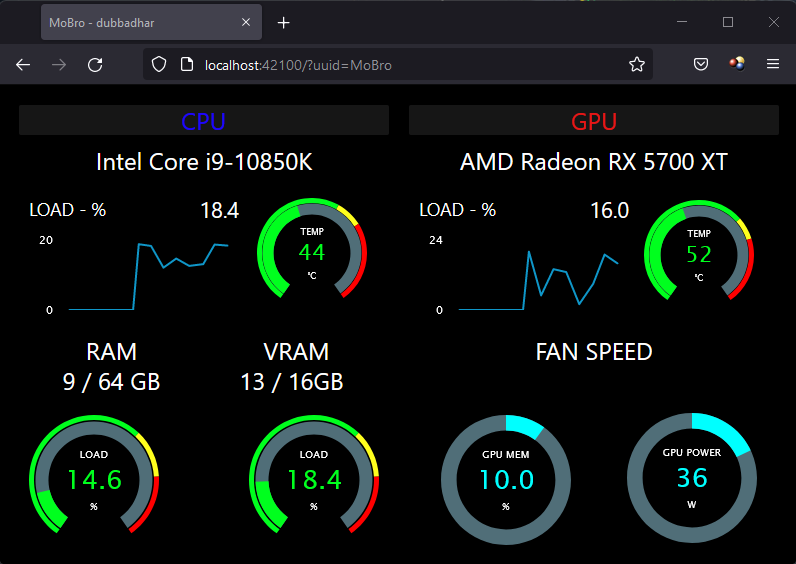 MoBro - dubbadhar
localhost:42100/?uuid=MoBro
CPU
GPU
Intel Core i9-10850K
AMD Radeon RX 5700 XT
LOAD - %
18.4
TEMP
44
°C
20
0
LOAD - %
16.0
TEMP
52
°C
24
0
RAM
9 / 64 GB
VRAM
13 / 16GB
FAN SPEED
LOAD
14.6
%
LOAD
18.4
%
GPU MEM
10.0
%
GPU POWER
36
W